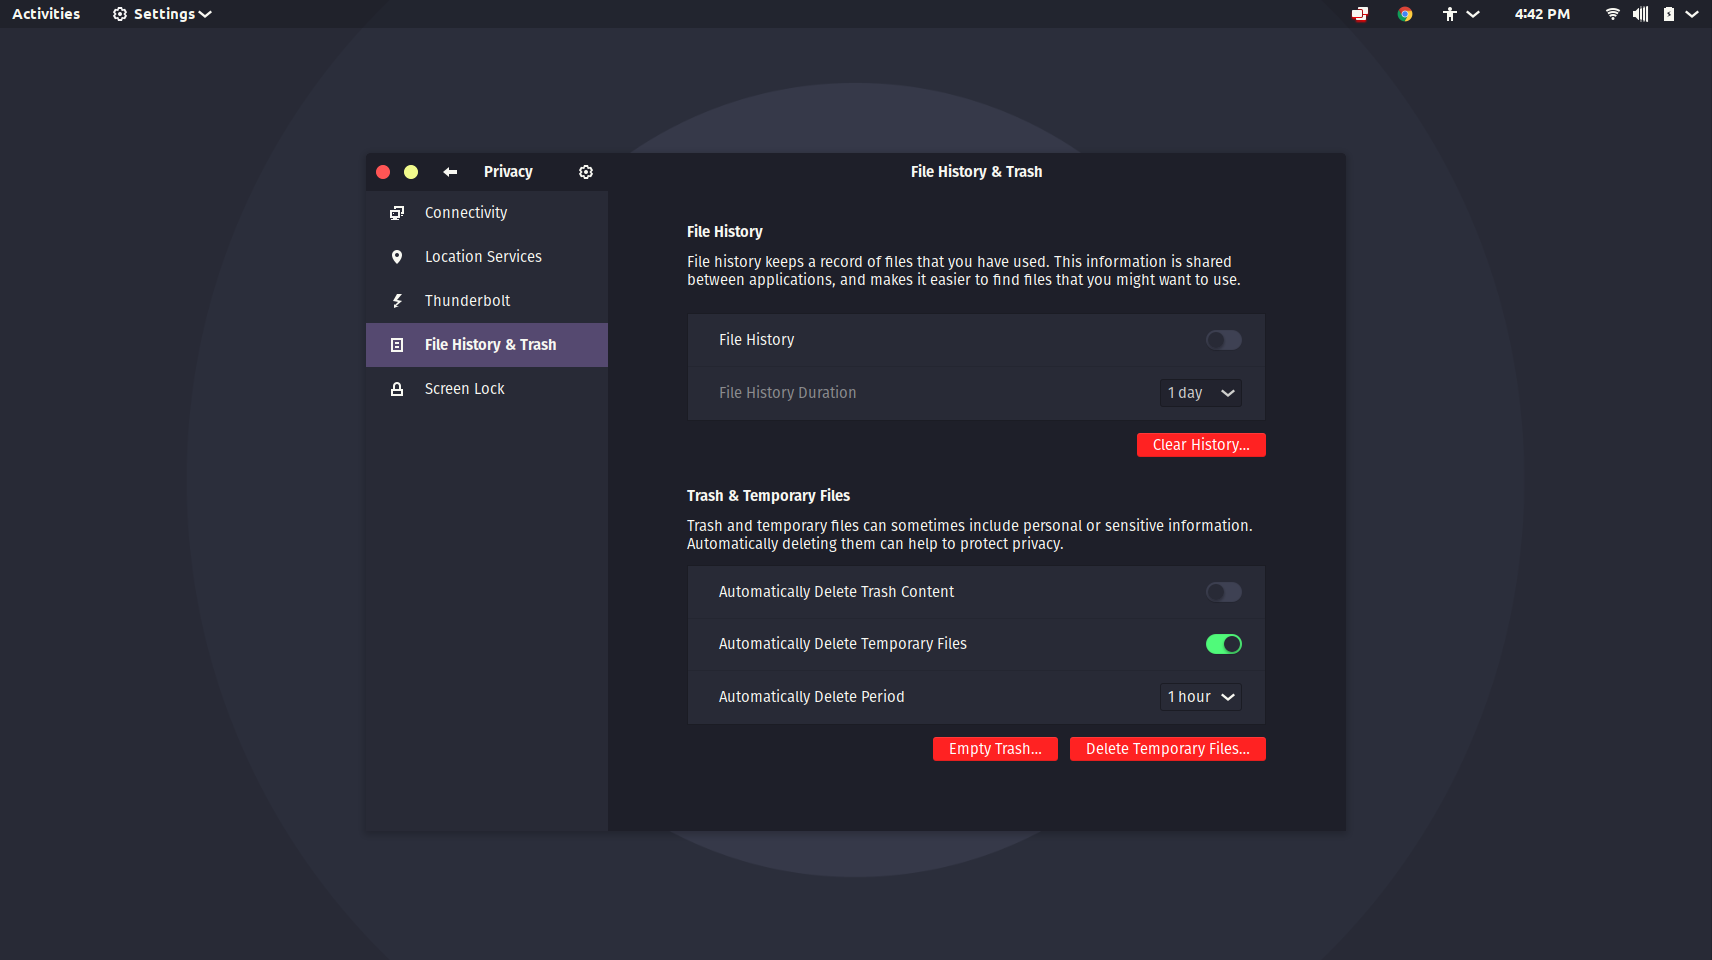 Activities Settings 4:42 PM
Privacy File History & Trash
Connectivity
Location Services
Thunderbolt
File History & Trash
Screen Lock
File History
File history keeps a record of files that you have used. This information is shared
between applications, and makes it easier to find files that you might want to use.
File History
File History Duration 1 day
Clear History...
Trash & Temporary Files
Trash and temporary files can sometimes include personal or sensitive information.
Automatically deleting them can help to protect privacy.
Automatically Delete Trash Content
Automatically Delete Temporary Files
Automatically Delete Period 1 hour
Empty Trash... Delete Temporary Files...